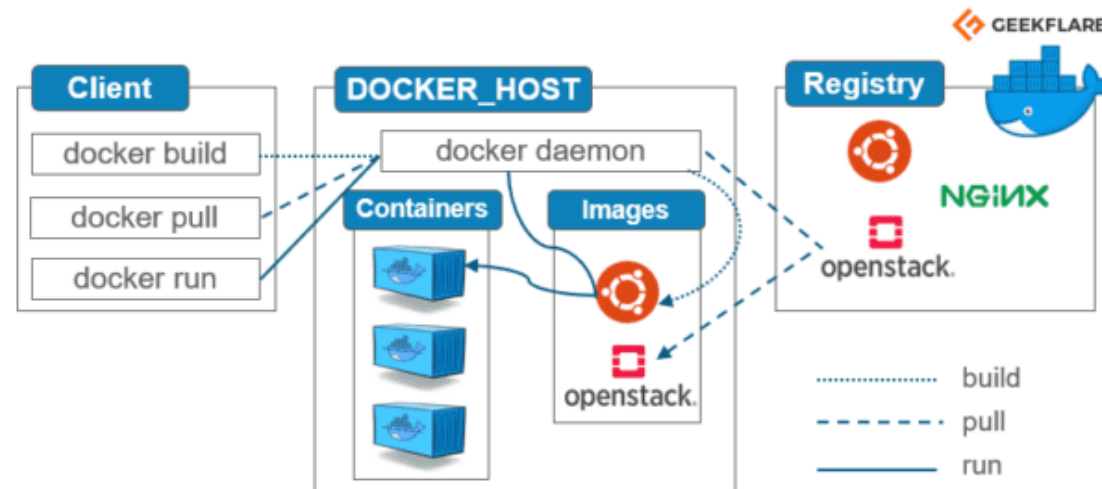 GEEKFLARE
Client
DOCKER_HOST
Registry
docker build
docker daemon
docker pull
Containers
Images
NGINX
docker run
openstack.
openstack.
build
pull
run